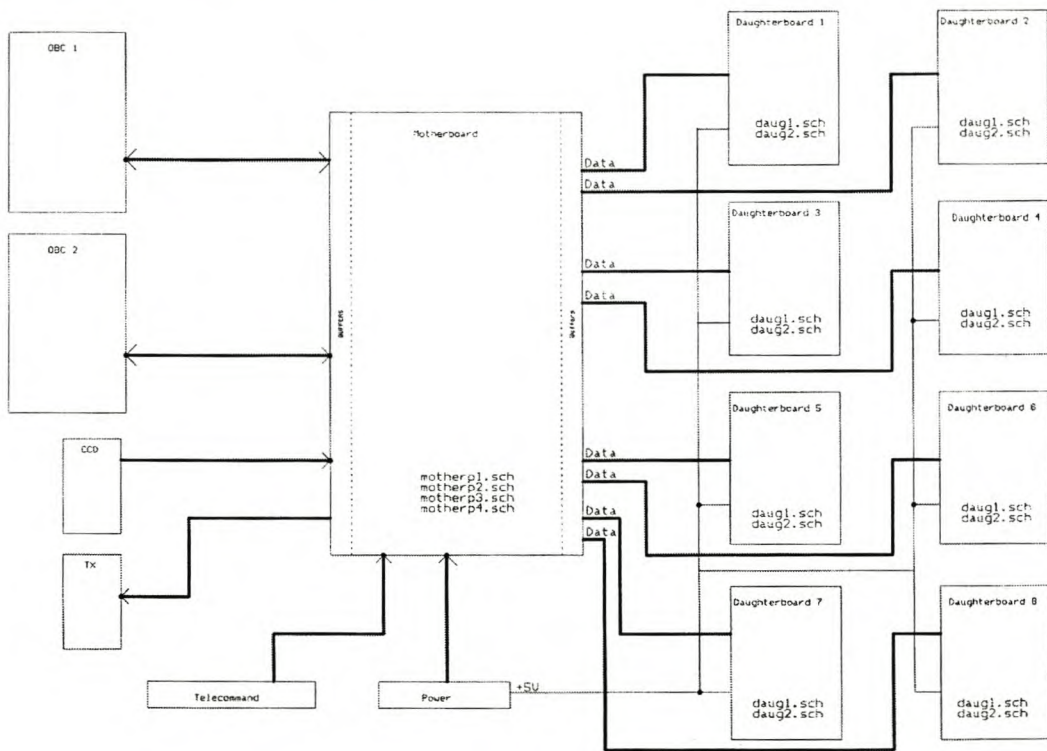 OBC 1
OBC 2
CCD
TX
Telecommand
Power
+5V
Motherboard
BUFFERS
Buffers
motherp1.sch
motherp2.sch
motherp3.sch
motherp4.sch
Data
Data
Data
Data
Data
Data
Data
Data
Daughterboard 1
daug1.sch
daug2.sch
Daughterboard 2
daug1.sch
daug2.sch
Daughterboard 3
daug1.sch
daug2.sch
Daughterboard 4
daug1.sch
daug2.sch
Daughterboard 5
daug1.sch
daug2.sch
Daughterboard 6
daug1.sch
daug2.sch
Daughterboard 7
daug1.sch
daug2.sch
Daughterboard 8
daug1.sch
daug2.sch